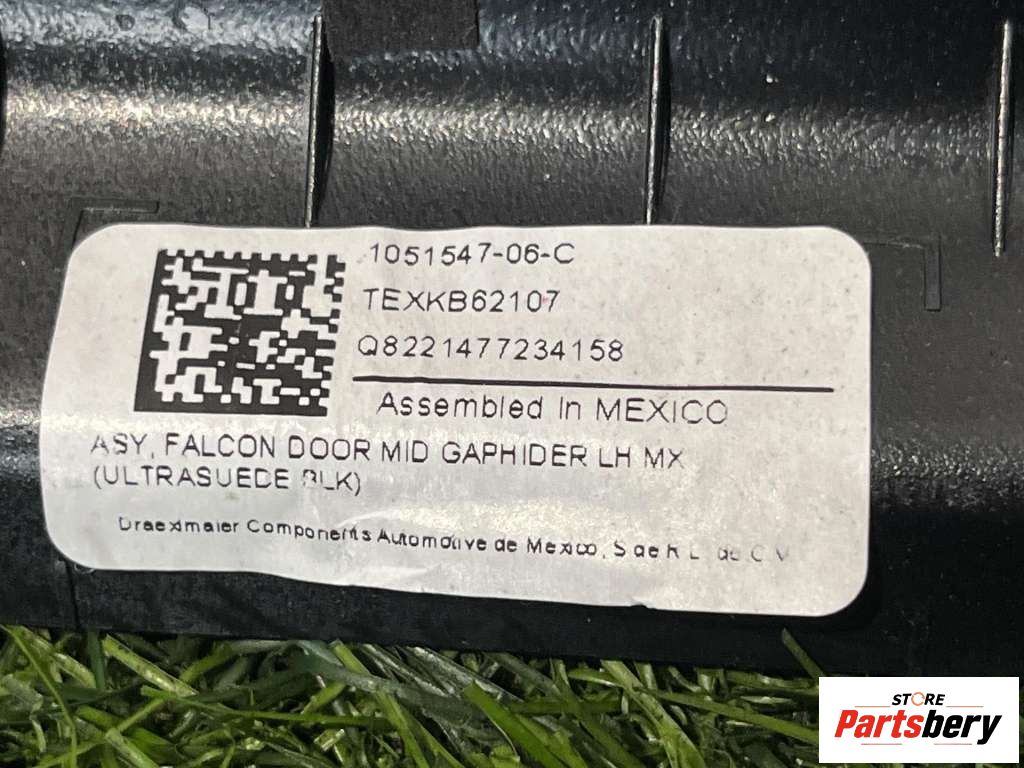 1051547-06-C
TEXKB62107
Q8221477234158
Assembled In MEXICO
ASY, FALCON DOOR MID GAPHIDER LH MX
(ULTRASUEDE BLK)
Draexlmaier Components Automotive de Mexico, S de R L de C V
STORE
Partsbery